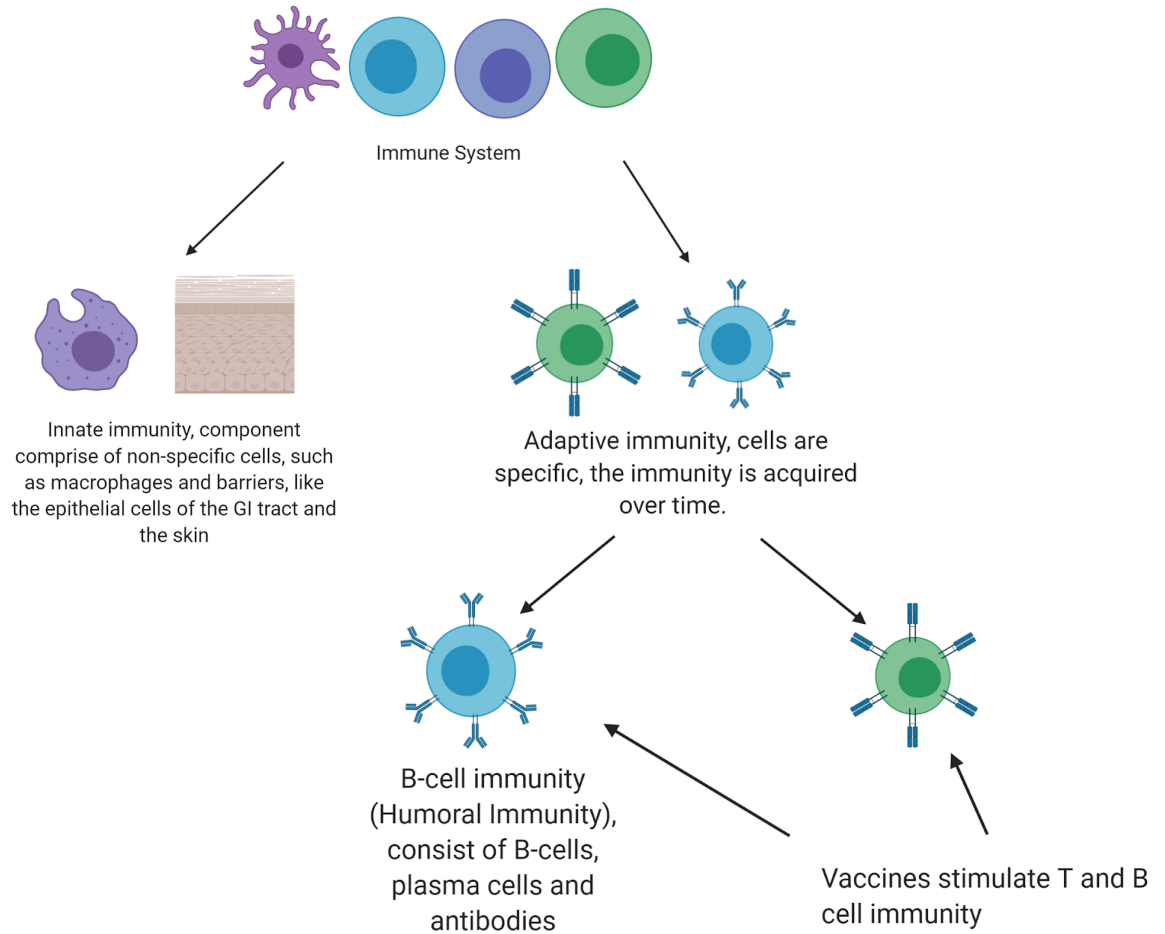 Immune System
Innate immunity, component
comprise of non-specific cells, such
as macrophages and barriers, like
the epithelial cells of the GI tract and
the skin
Adaptive immunity, cells are
specific, the immunity is acquired
over time.
B-cell immunity
(Humoral Immunity),
consist of B-cells,
plasma cells and
antibodies
Vaccines stimulate T and B
cell immunity